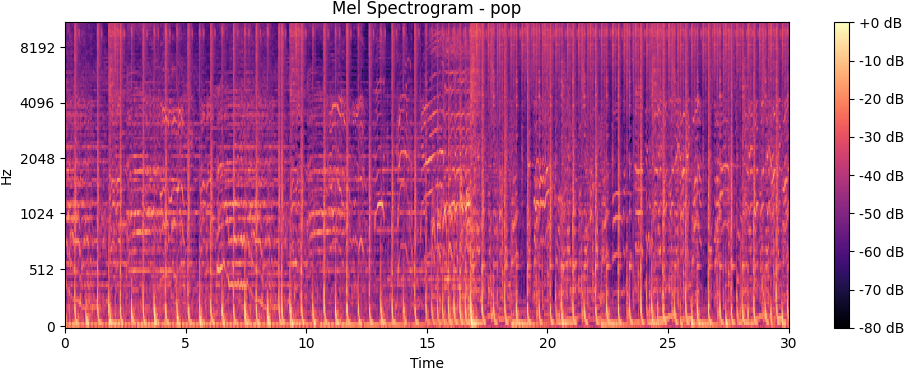 Mel Spectrogram - pop
Hz
8192
4096
2048
1024
512
0
0 5 10 15 20 25 30
Time
+0 dB
-10 dB
-20 dB
-30 dB
-40 dB
-50 dB
-60 dB
-70 dB
-80 dB